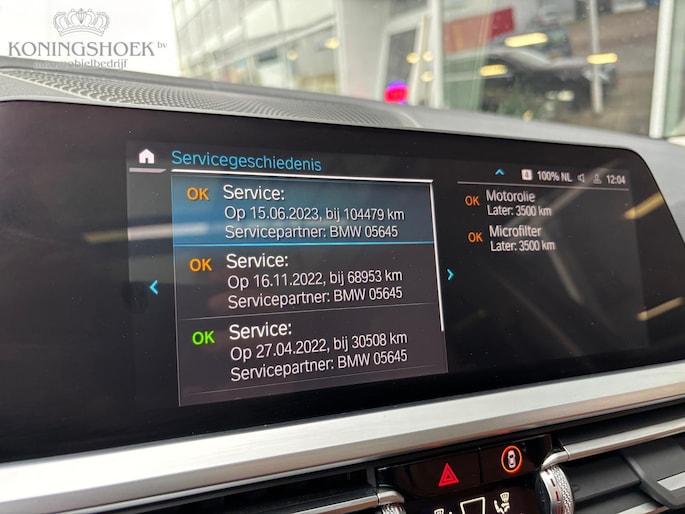 KONINGSHOEK bv
automobielbedrijf
Servicegeschiedenis
4 100% NL 12:04
OK Service:
Op 15.06.2023, bij 104479 km
Servicepartner: BMW 05645
OK Service:
Op 16.11.2022, bij 68953 km
Servicepartner: BMW 05645
OK Service:
Op 27.04.2022, bij 30508 km
Servicepartner: BMW 05645
OK Motorolie
Later: 3500 km
OK Microfilter
Later: 3500 km